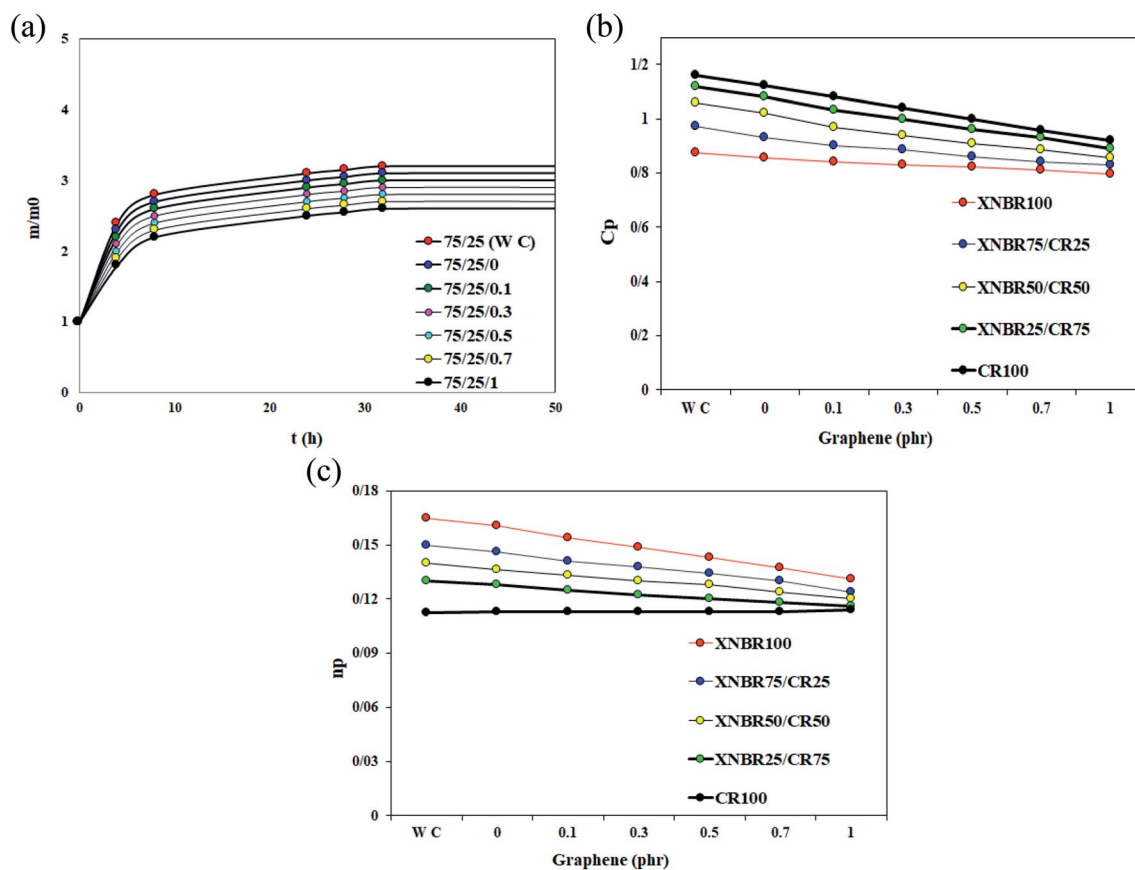 (a)
5
4
3
2
1
0
m/m0
0
10
20
30
40
50
t (h)
75/25 (W C)
75/25/0
75/25/0.1
75/25/0.3
75/25/0.5
75/25/0.7
75/25/1
(b)
1/2
1
0/8
0/6
0/4
0/2
0
Cp
W C
0
0.1
0.3
0.5
0.7
1
Graphene (phr)
XNBR100
XNBR75/CR25
XNBR50/CR50
XNBR25/CR75
CR100
(c)
0/18
0/15
0/12
0/09
0/06
0/03
0
np
W C
0
0.1
0.3
0.5
0.7
1
Graphene (phr)
XNBR100
XNBR75/CR25
XNBR50/CR50
XNBR25/CR75
CR100